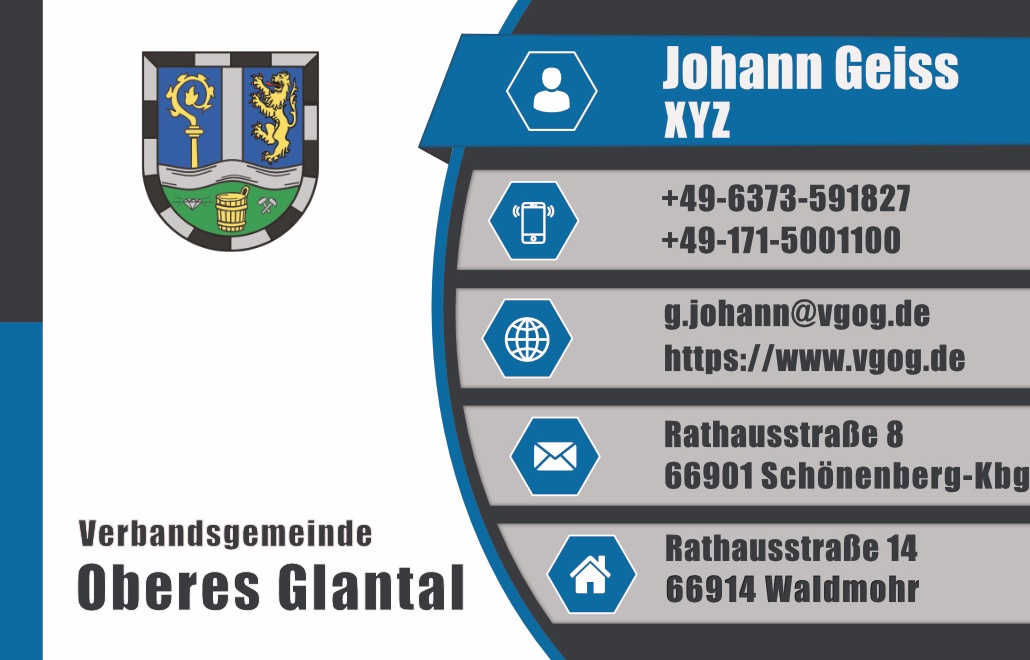 Johann Geiss
XYZ
+49-6373-591827
+49-171-5001100
g.johann@vgog.de
https://www.vgog.de
Rathausstraße 8
66901 Schönenberg-Kbg
Rathausstraße 14
66914 Waldmohr
Verbandsgemeinde
Oberes Glantal